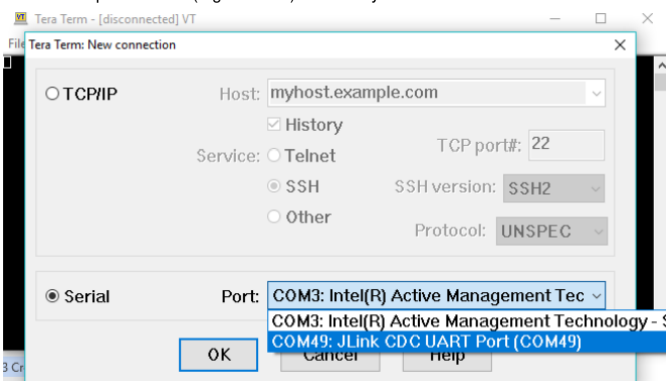 VT Tera Term - [disconnected] VT
File
Tera Term: New connection
TCP/IP
Host: myhost.example.com
History
Service: Telnet
TCP port#: 22
SSH
SSH version: SSH2
Other
Protocol: UNSPEC
Serial
Port: COM3: Intel(R) Active Management Tec
COM3: Intel(R) Active Management Technology -
COM49: JLink CDC UART Port (COM49)
OK
Cancel
Help